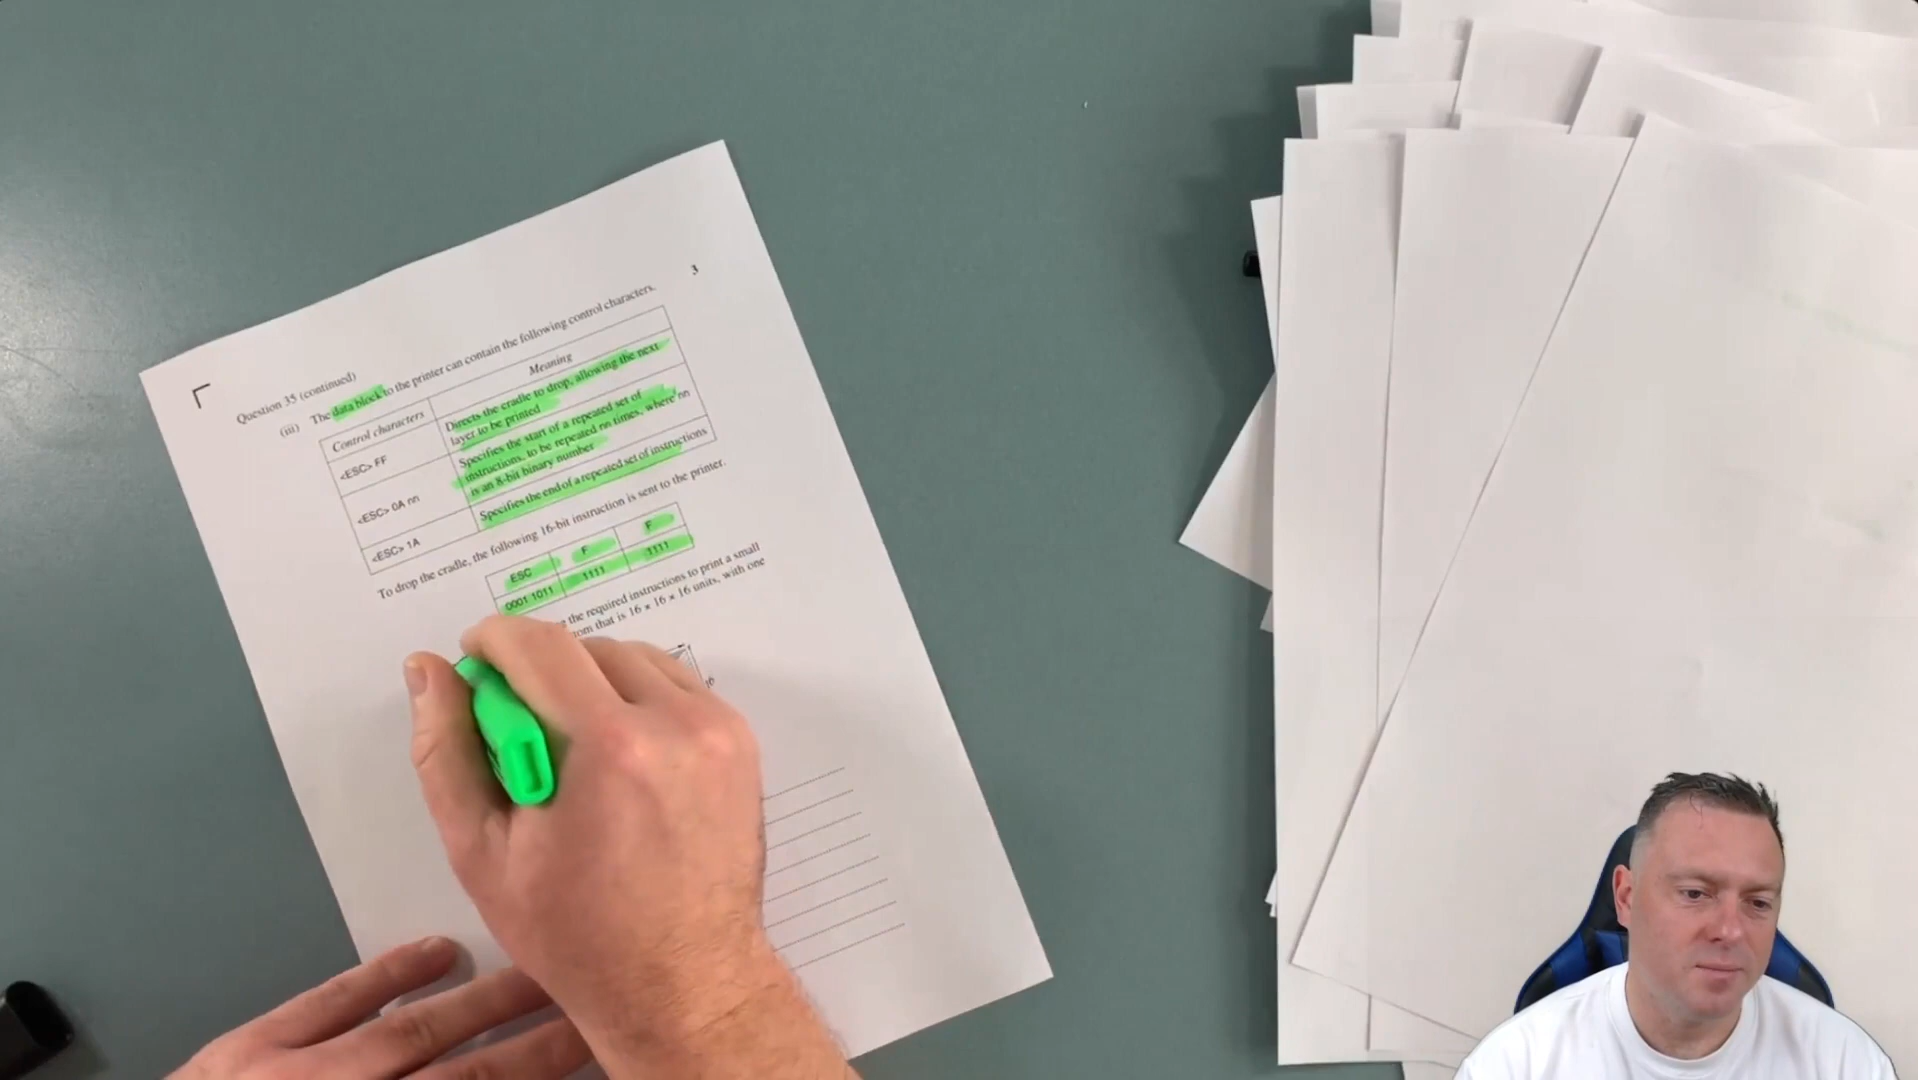 3
Question 35 (continued)
(iii) The data block to the printer can contain the following control characters.
Control characters Meaning
<ESC> FF Directs the cradle to drop, allowing the next
layer to be printed
<ESC> 0A nn Specifies the start of a repeated set of
instructions, to be repeated nn times, where nn
is an 8-bit binary number
<ESC> 1A Specifies the end of a repeated set of instructions
To drop the cradle, the following 16-bit instruction is sent to the printer.
ESC F F
0001 1011 1111 1111
the required instructions to print a small
that is 16 × 16 × 16 units, with one
16